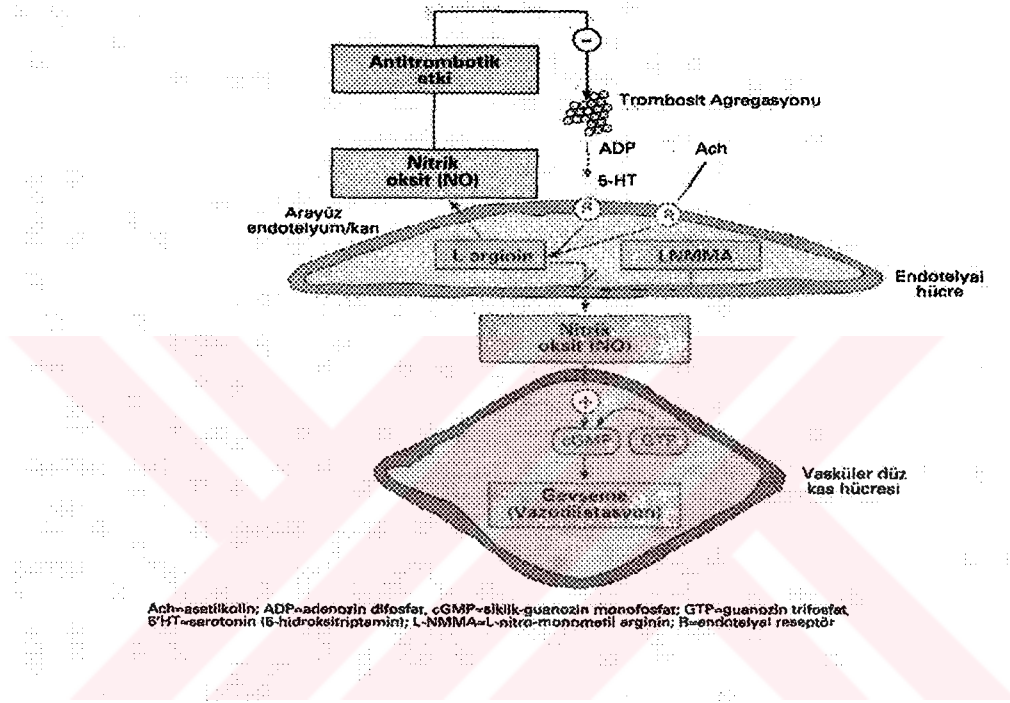 −
Antitrombotik
etki
Trombosit Agregasyonu
ADP
Ach
Nitrik
oksit (NO)
5-HT
Arayüz
endotelyum/kan
R
R
L arginin
LNMMA
Endotelyal
hücre
Nitrik
oksit (NO)
+
cGMP
GTP
Vasküler düz
kas hücresi
Gevşeme
(Vazodilatasyon)
Ach=asetilkolin; ADP=adenozin difosfat, cGMP=siklik-guanozin monofosfat; GTP=guanozin trifosfat,
5'HT=serotonin (5-hidroksitriptamin); L-NMMA=L-nitro-monometil arginin; R=endotelyal reseptör